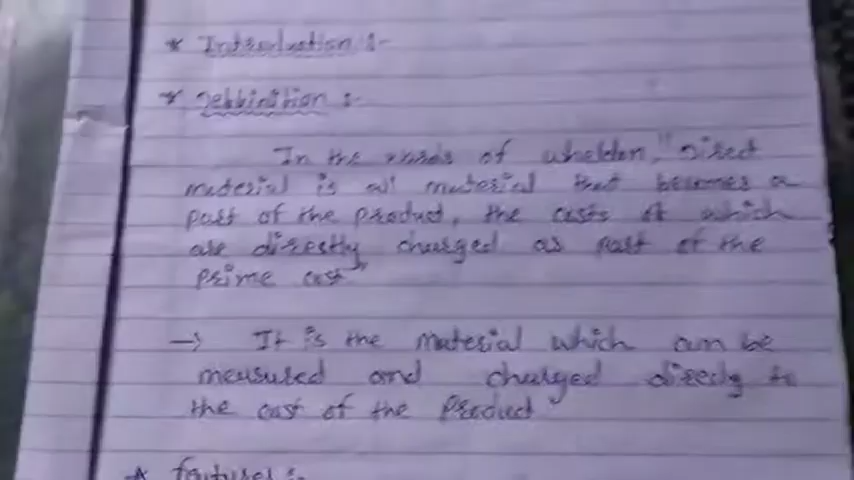 * Introduction :-
* Deffinition :-
In the words of Wheldon, "Direct
material is all material that becomes a
part of the product, the costs of which
are directly charged as part of the
prime cost"
→ It is the material which can be
measured and charged directly to
the cost of the product
* features :-